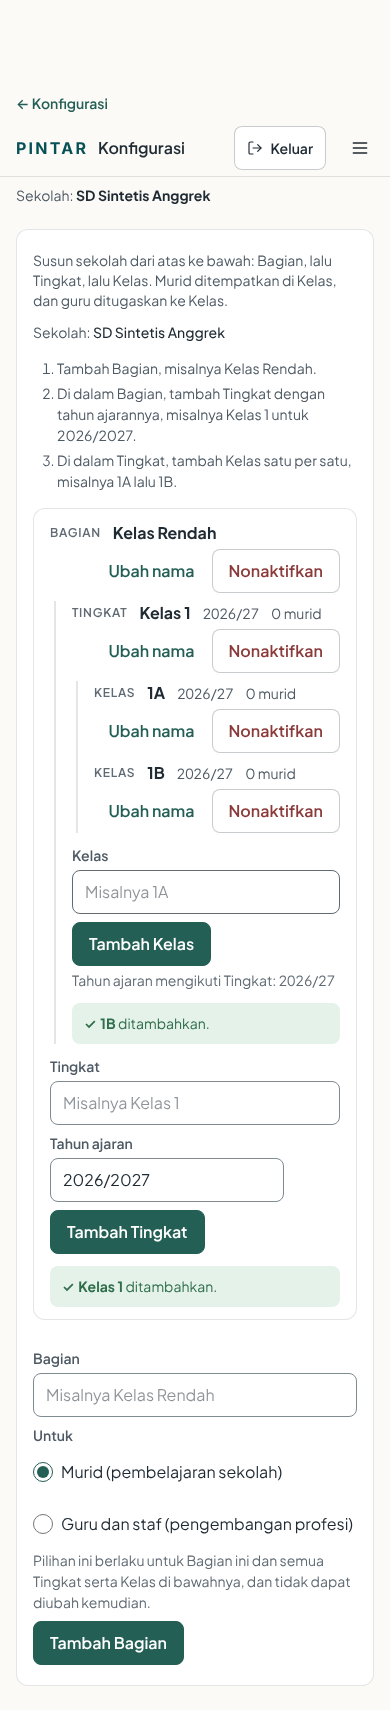 ← Konfigurasi
PINTAR Konfigurasi Keluar
Sekolah: SD Sintetis Anggrek
Susun sekolah dari atas ke bawah: Bagian, lalu
Tingkat, lalu Kelas. Murid ditempatkan di Kelas,
dan guru ditugaskan ke Kelas.
Sekolah: SD Sintetis Anggrek
1. Tambah Bagian, misalnya Kelas Rendah.
2. Di dalam Bagian, tambah Tingkat dengan
tahun ajarannya, misalnya Kelas 1 untuk
2026/2027.
3. Di dalam Tingkat, tambah Kelas satu per satu,
misalnya 1A lalu 1B.
BAGIAN Kelas Rendah
Ubah nama Nonaktifkan
TINGKAT Kelas 1 2026/27 0 murid
Ubah nama Nonaktifkan
KELAS 1A 2026/27 0 murid
Ubah nama Nonaktifkan
KELAS 1B 2026/27 0 murid
Ubah nama Nonaktifkan
Kelas
Misalnya 1A
Tambah Kelas
Tahun ajaran mengikuti Tingkat: 2026/27
✓ 1B ditambahkan.
Tingkat
Misalnya Kelas 1
Tahun ajaran
2026/2027
Tambah Tingkat
✓ Kelas 1 ditambahkan.
Bagian
Misalnya Kelas Rendah
Untuk
Murid (pembelajaran sekolah)
Guru dan staf (pengembangan profesi)
Pilihan ini berlaku untuk Bagian ini dan semua
Tingkat serta Kelas di bawahnya, dan tidak dapat
diubah kemudian.
Tambah Bagian